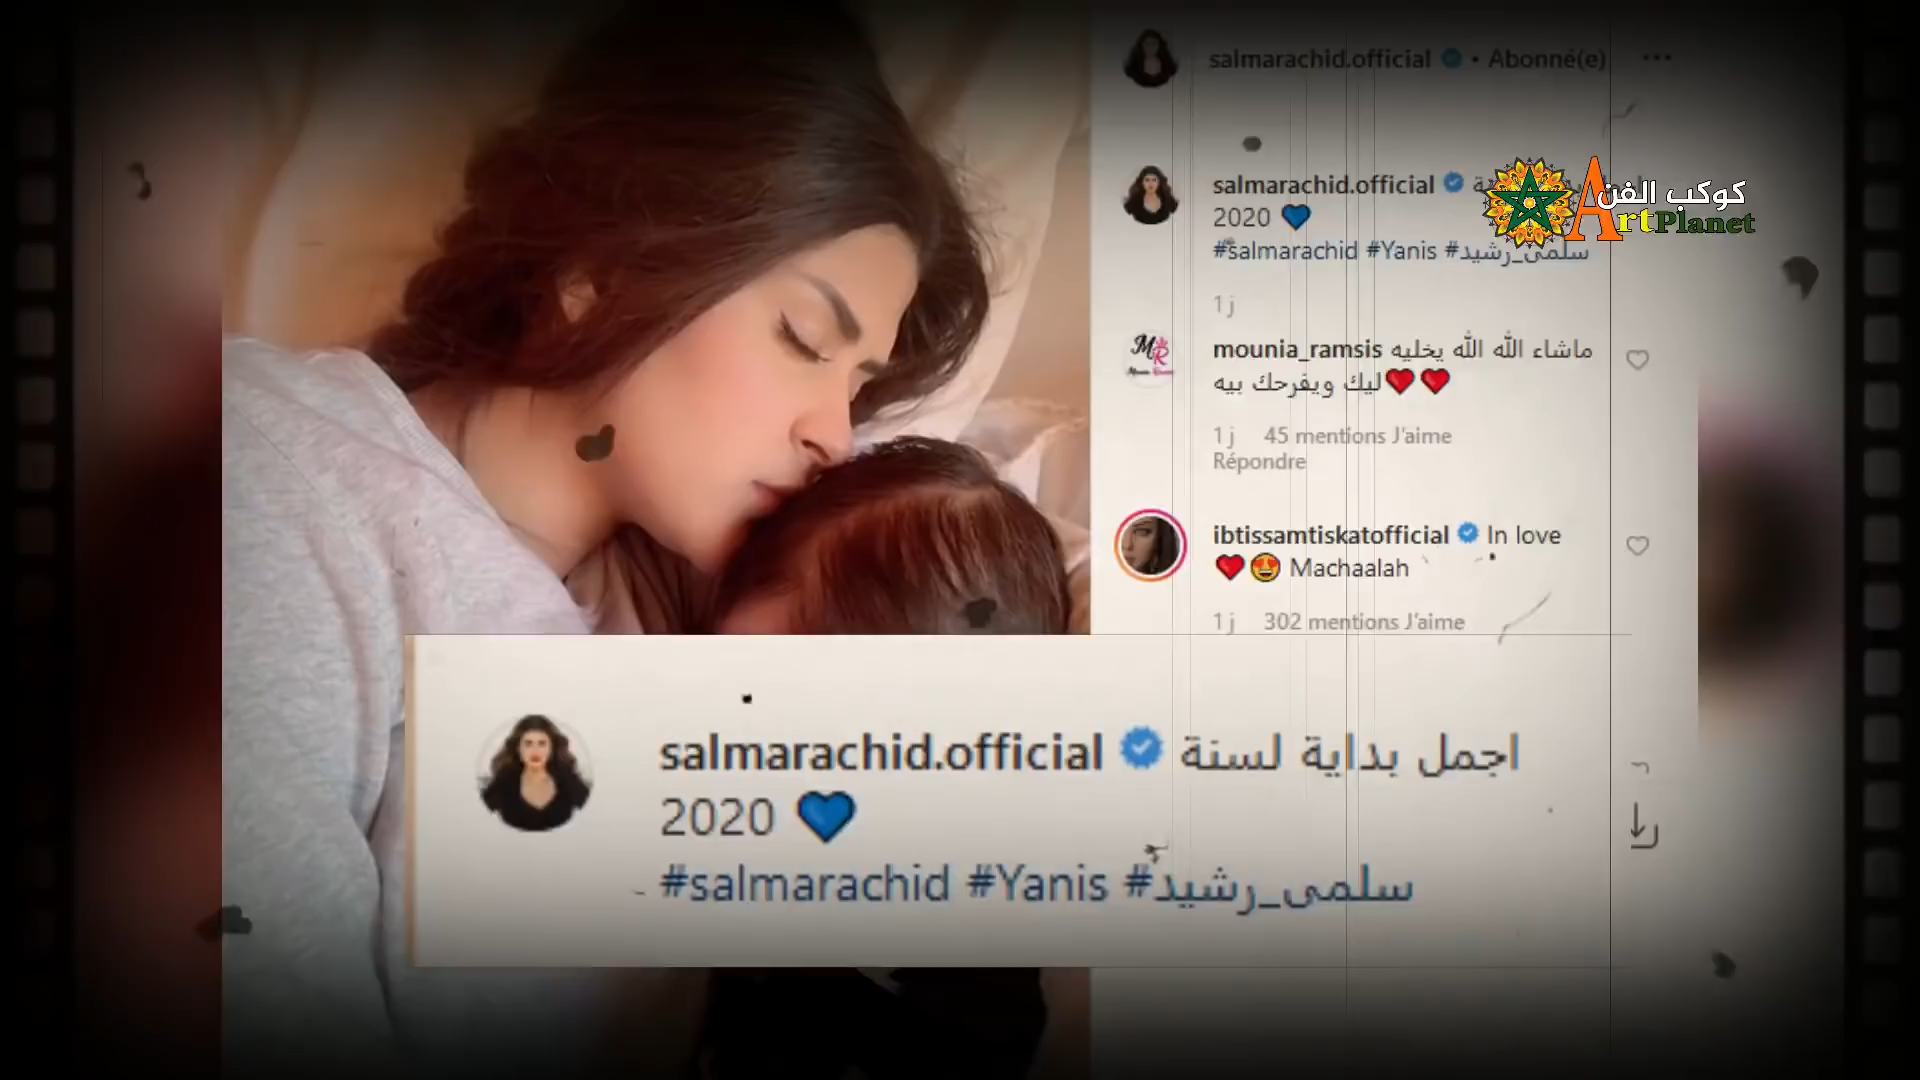 salmarachid.official • Abonné(e) •••
كوكب الفن
ArtPlanet
salmarachid.official
2020 💙
#salmarachid #Yanis #سلمى_رشيد
1 j
mounia_ramsis ماشاء الله الله يخليه
ليك ويفرحك بيه❤️❤️
1 j 45 mentions J'aime
Répondre
ibtissamtiskatofficial In love
❤️😍 Machaalah
1 j 302 mentions J'aime
salmarachid.official اجمل بداية لسنة
2020 💙
#salmarachid #Yanis #سلمى_رشيد